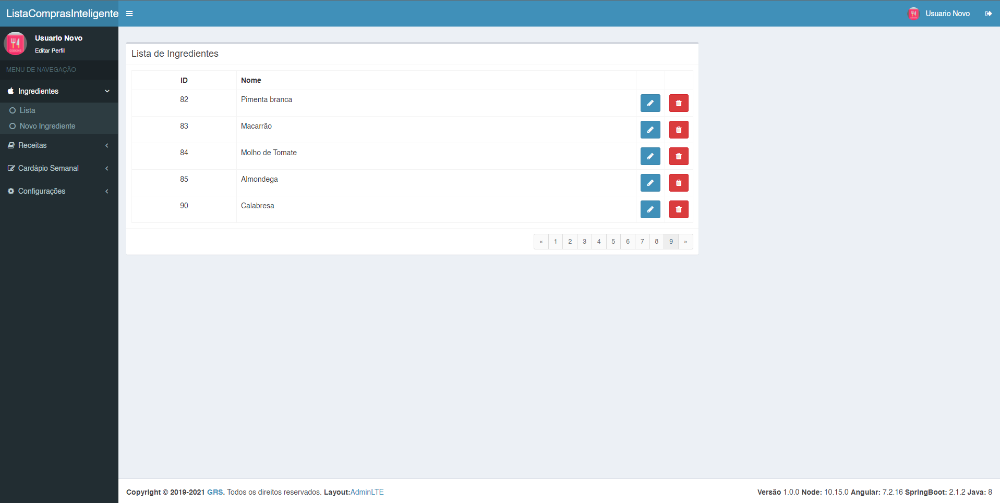 ListaComprasInteligente
Usuario Novo
Usuario Novo
Editar Perfil
MENU DE NAVEGAÇÃO
Ingredientes
Lista
Novo Ingrediente
Receitas
Cardápio Semanal
Configurações
Lista de Ingredientes
ID Nome
82 Pimenta branca
83 Macarrão
84 Molho de Tomate
85 Almondega
90 Calabresa
« 1 2 3 4 5 6 7 8 9 »
Copyright © 2019-2021 GRS. Todos os direitos reservados. Layout:AdminLTE
Versão 1.0.0 Node: 10.15.0 Angular: 7.2.16 SpringBoot: 2.1.2 Java: 8